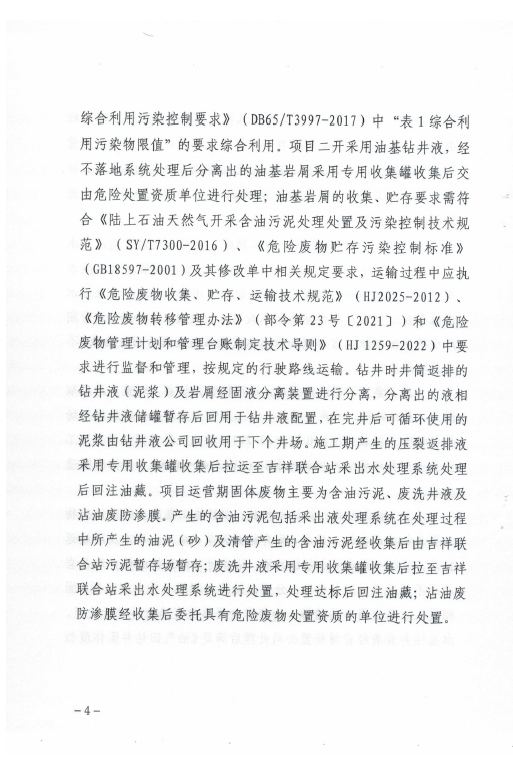 综合利用污染控制要求》（DB65/T3997-2017）中“表 1 综合利
用污染物限值”的要求综合利用。项目二开采用油基钻井液，经
不落地系统处理后分离出的油基岩屑采用专用收集罐收集后交
由危险处置资质单位进行处理；油基岩屑的收集、贮存要求需符
合《陆上石油天然气开采含油污泥处理处置及污染控制技术规
范》（SY/T7300-2016）、《危险废物贮存污染控制标准》
（GB18597-2001）及其修改单中相关规定要求，运输过程中应执
行《危险废物收集、贮存、运输技术规范》（HJ2025-2012）、
《危险废物转移管理办法》（部令第 23 号〔2021〕）和《危险
废物管理计划和管理台账制定技术导则》（HJ 1259-2022）中要
求进行监督和管理，按规定的行驶路线运输。钻井时井筒返排的
钻井液（泥浆）及岩屑经固液分离装置进行分离，分离出的液相
经钻井液储罐暂存后回用于钻井液配置，在完井后可循环使用的
泥浆由钻井液公司回收用于下个井场。施工期产生的压裂返排液
采用专用收集罐收集后拉运至吉祥联合站采出水处理系统处理
后回注油藏。项目运营期固体废物主要为含油污泥、废洗井液及
沾油废防渗膜。产生的含油污泥包括采出液处理系统在处理过程
中所产生的油泥（砂）及清管产生的含油污泥经收集后由吉祥联
合站污泥暂存场暂存；废洗井液采用专用收集罐收集后拉至吉祥
联合站采出水处理系统进行处置，处理达标后回注油藏；沾油废
防渗膜经收集后委托具有危险废物处置资质的单位进行处置。
-4-